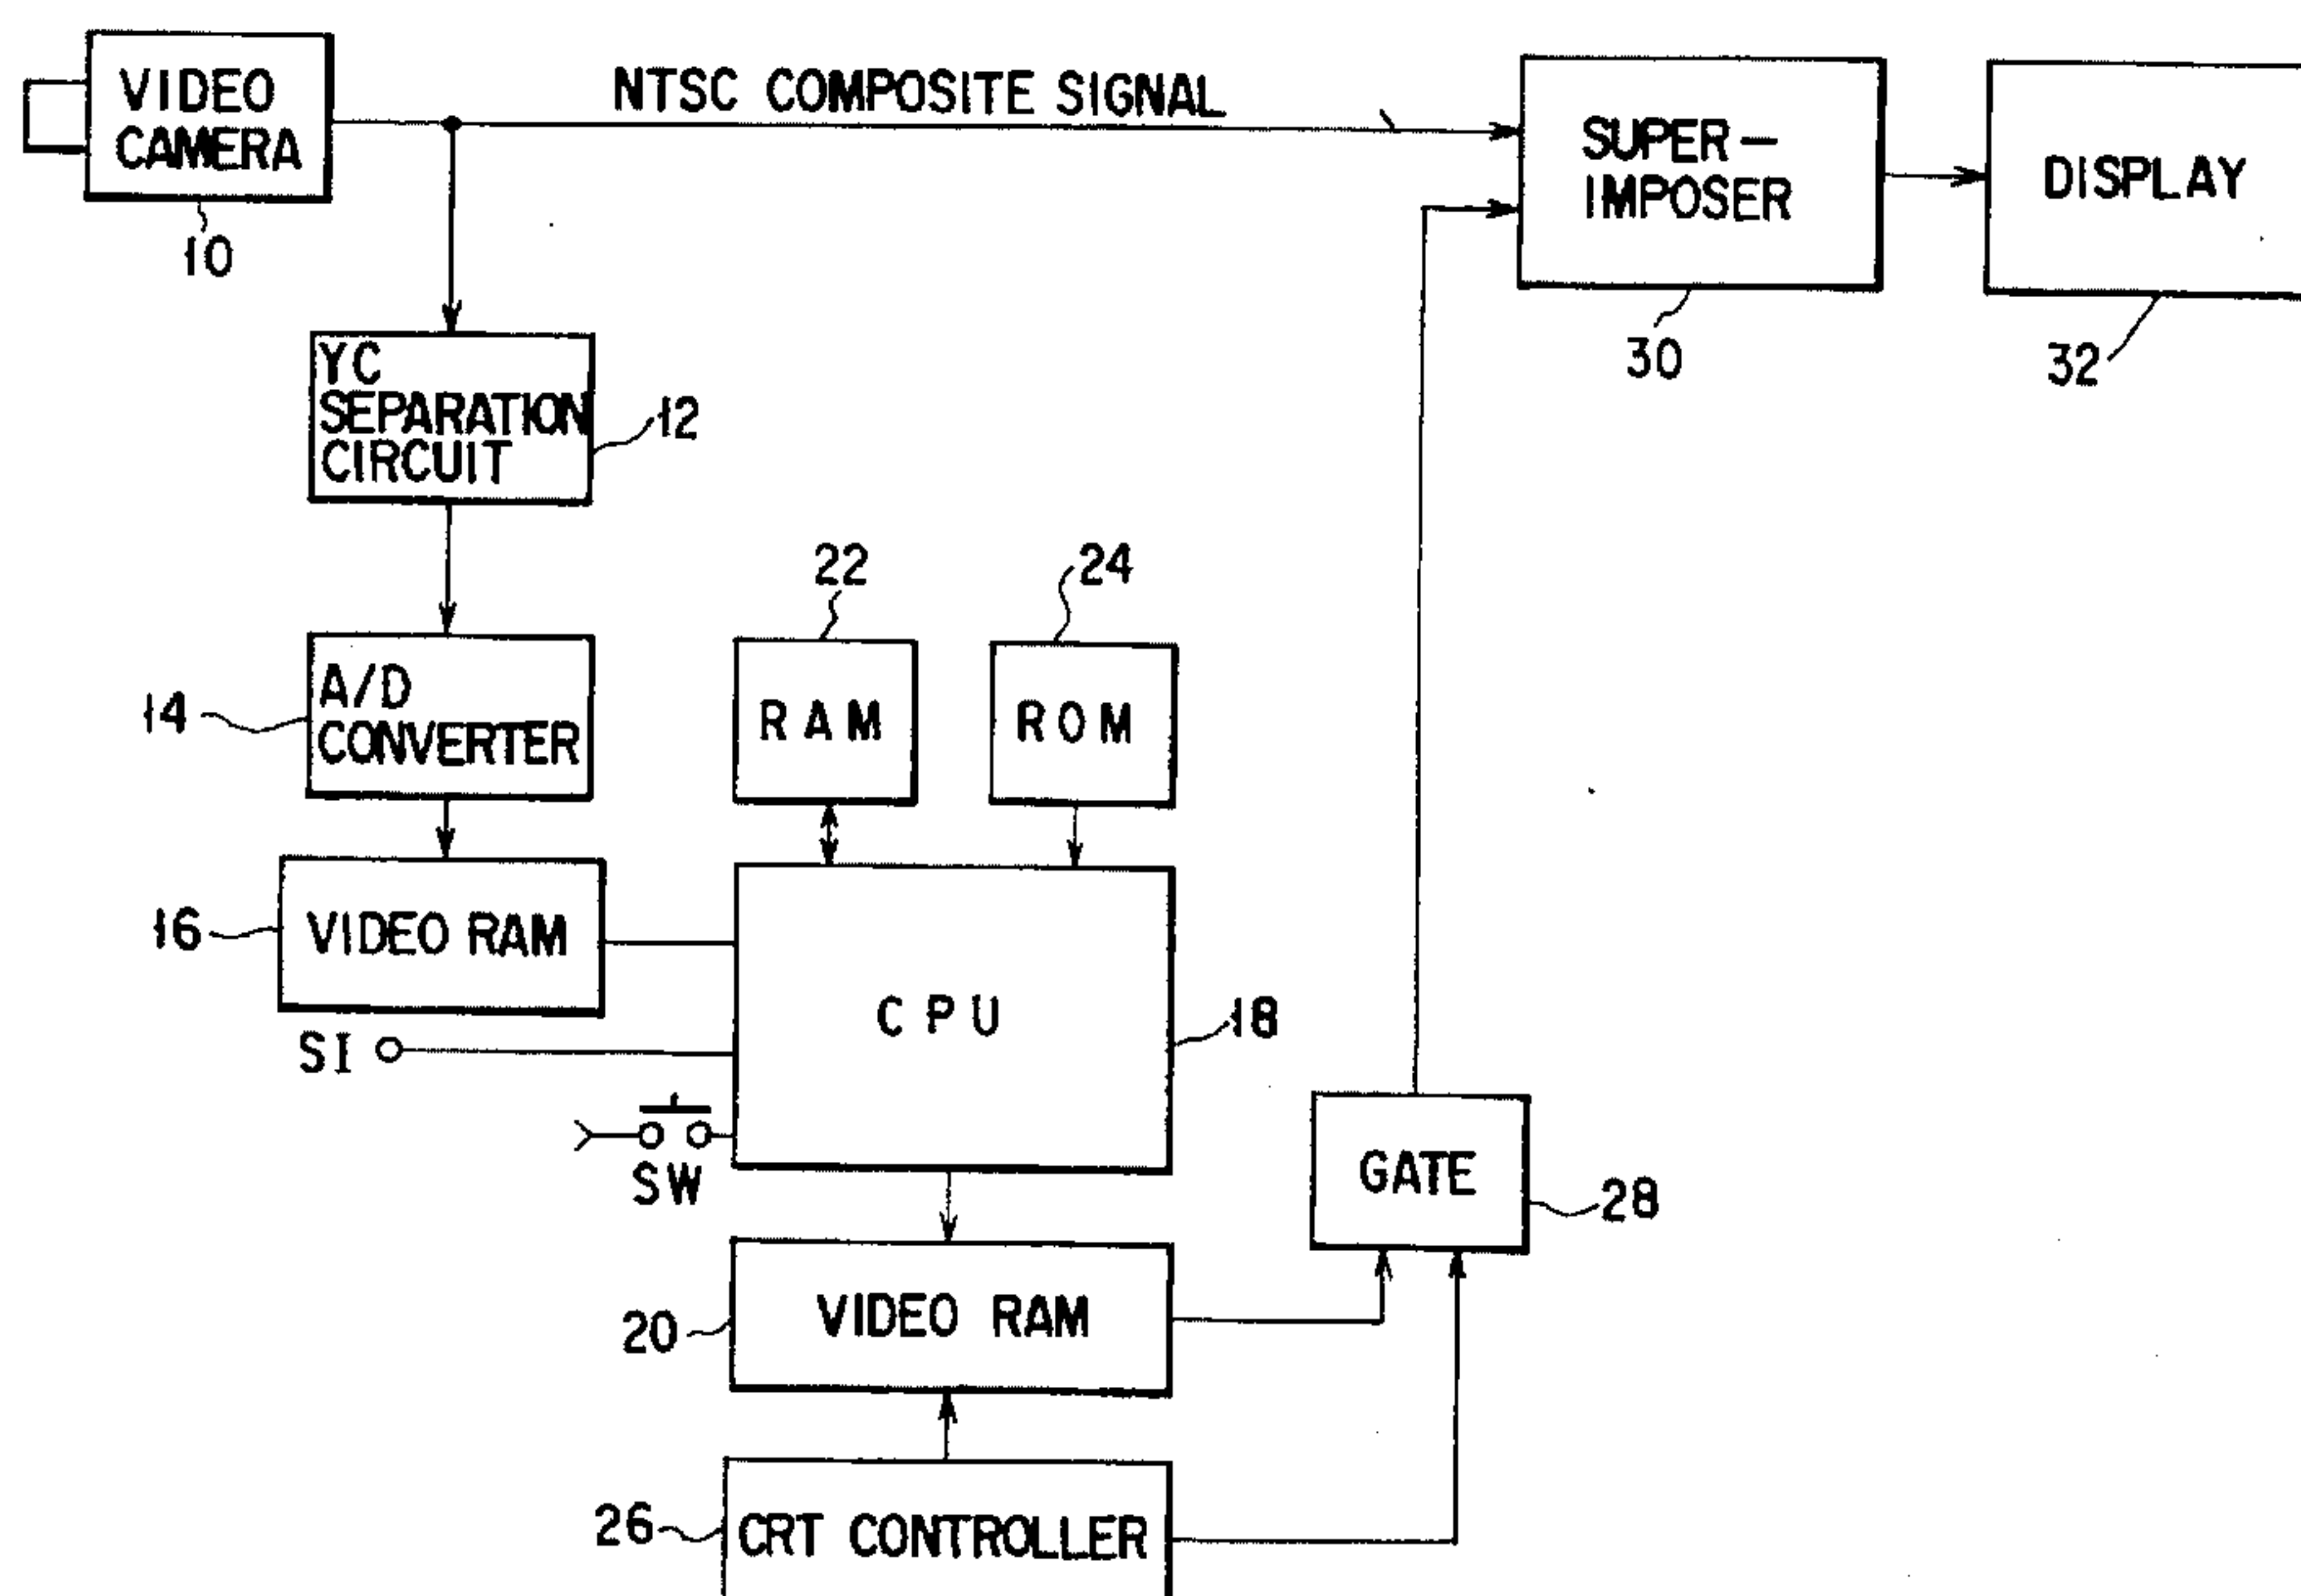 VIDEO
CAMERA
10
NTSC COMPOSITE SIGNAL
SUPER-
IMPOSER
30
DISPLAY
32
YC
SEPARATION
CIRCUIT
12
A/D
CONVERTER
14
22
RAM
24
ROM
VIDEO RAM
16
CPU
18
SI
SW
GATE
28
VIDEO RAM
20
CRT CONTROLLER
26